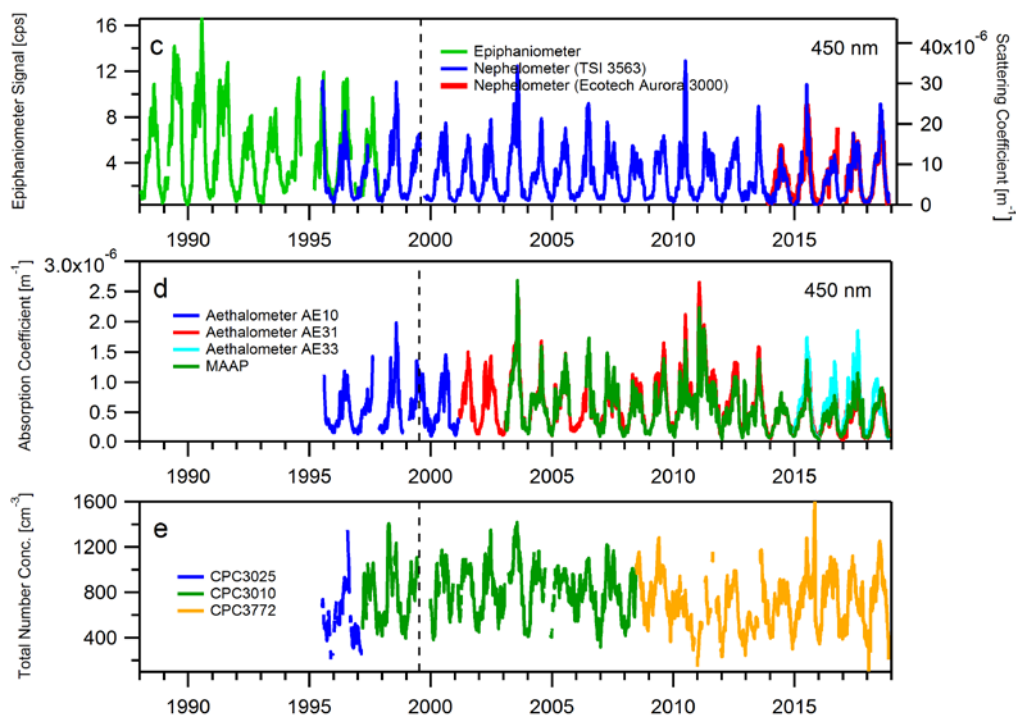 Epiphaniometer Signal [cps]
16
12
8
4
c
Epiphaniometer
Nephelometer (TSI 3563)
Nephelometer (Ecotech Aurora 3000)
450 nm
40x10-6
30
20
10
0
Scattering Coefficient [m-1]
1990 1995 2000 2005 2010 2015
Absorption Coefficient [m-1]
3.0x10-6
2.5
2.0
1.5
1.0
0.5
0.0
d
Aethalometer AE10
Aethalometer AE31
Aethalometer AE33
MAAP
450 nm
1990 1995 2000 2005 2010 2015
Total Number Conc. [cm-3]
1600
1200
800
400
e
CPC3025
CPC3010
CPC3772
1990 1995 2000 2005 2010 2015